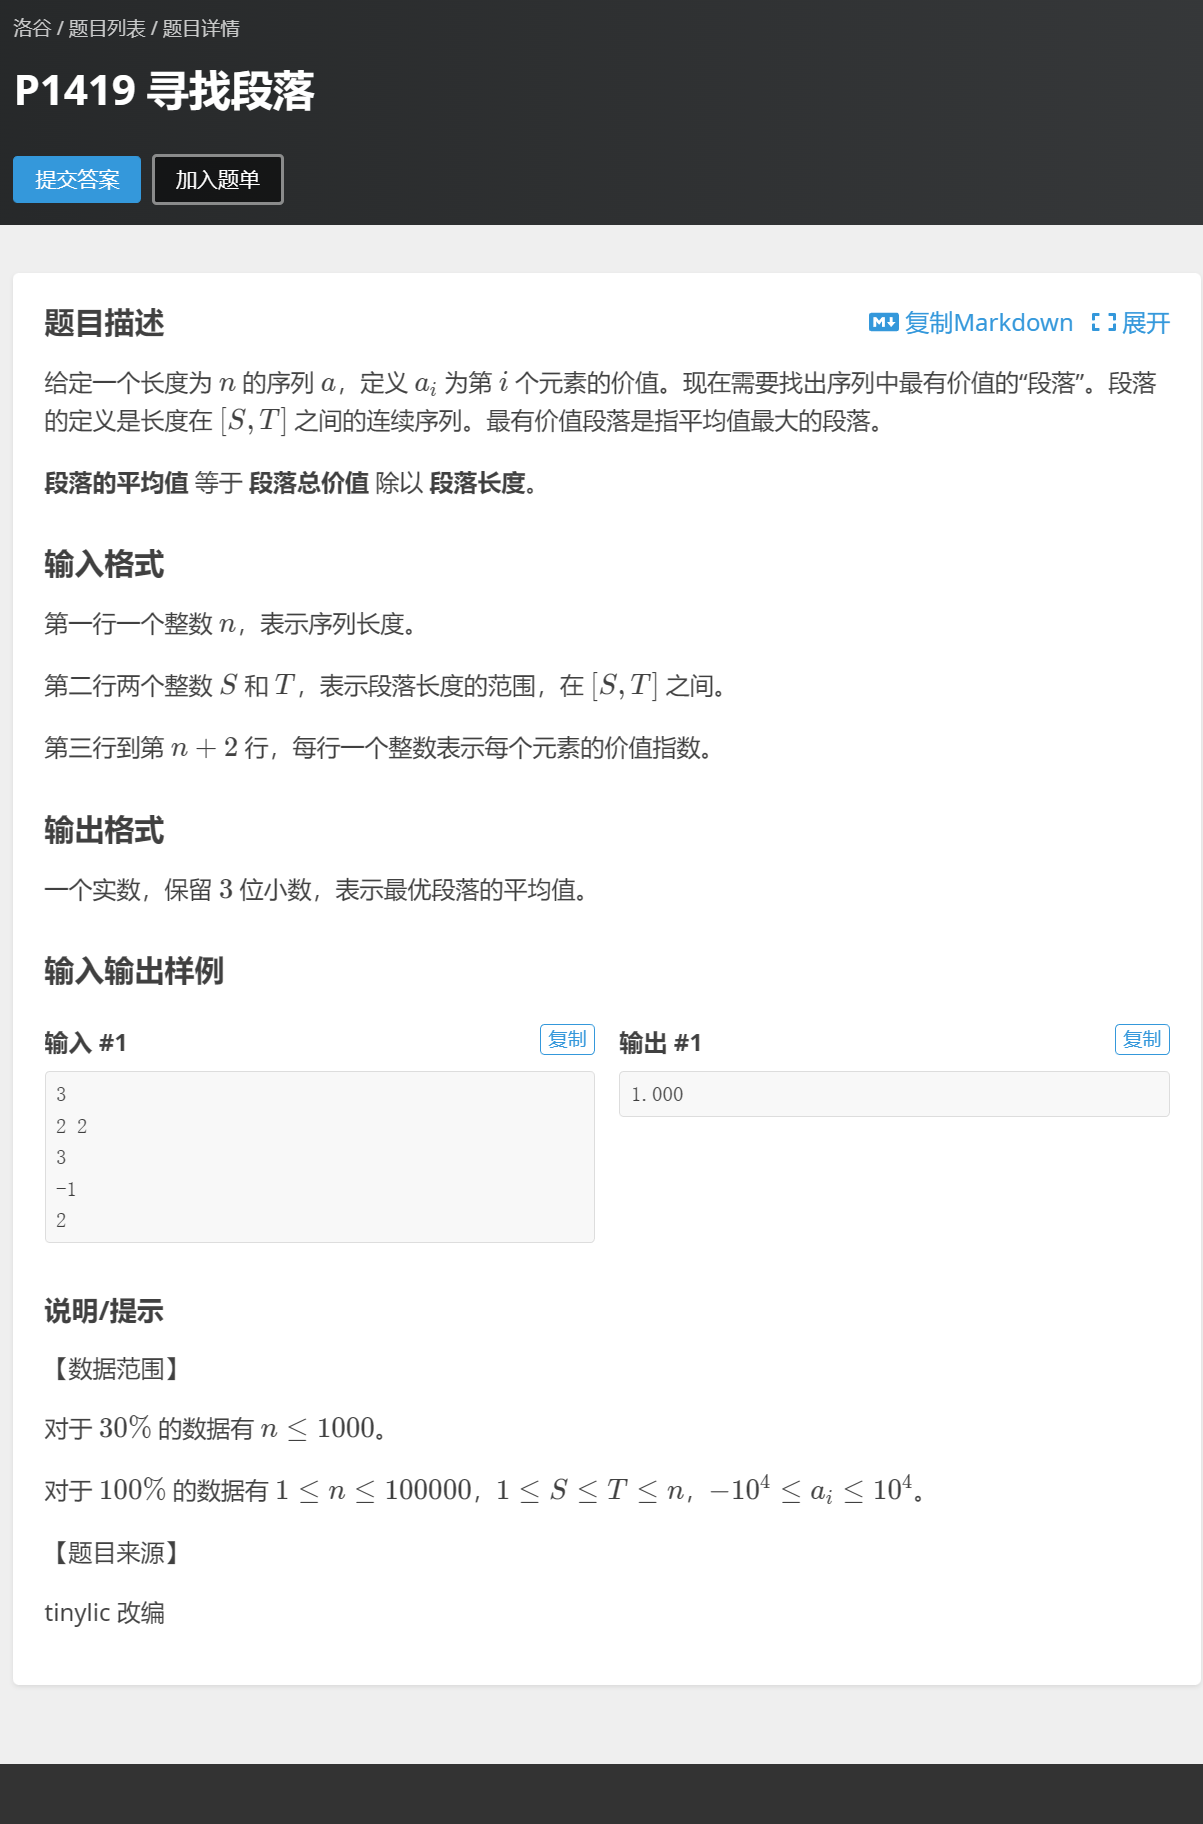 洛谷 / 题目列表 / 题目详情
P1419 寻找段落
提交答案 加入题单
题目描述 M↓ 复制Markdown 展开
给定一个长度为 n 的序列 a，定义 a_i 为第 i 个元素的价值。现在需要找出序列中最有价值的“段落”。段落
的定义是长度在 [S, T] 之间的连续序列。最有价值段落是指平均值最大的段落。
段落的平均值 等于 段落总价值 除以 段落长度。
输入格式
第一行一个整数 n，表示序列长度。
第二行两个整数 S 和 T，表示段落长度的范围，在 [S, T] 之间。
第三行到第 n + 2 行，每行一个整数表示每个元素的价值指数。
输出格式
一个实数，保留 3 位小数，表示最优段落的平均值。
输入输出样例
输入 #1 复制 输出 #1 复制
3 1.000
2 2
3
-1
2
说明/提示
【数据范围】
对于 30% 的数据有 n ≤ 1000。
对于 100% 的数据有 1 ≤ n ≤ 100000，1 ≤ S ≤ T ≤ n，−10^4 ≤ a_i ≤ 10^4。
【题目来源】
tinylic 改编